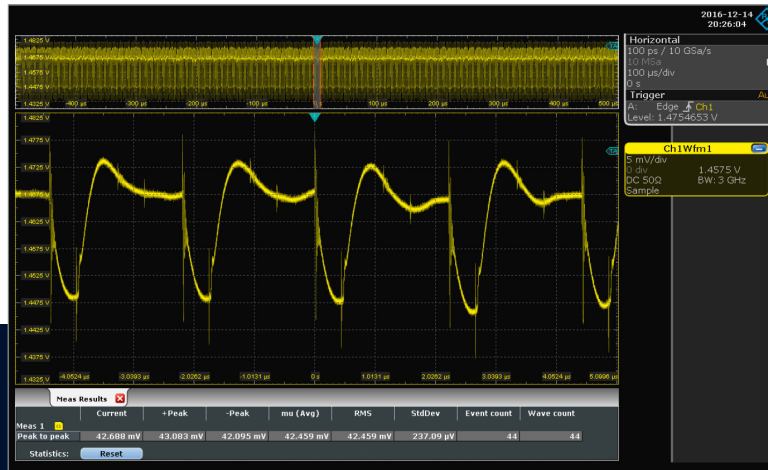 2016-12-14
20:26:04
Horizontal
100 ps / 10 GSa/s
10 MSa
100 µs/div
0 s
Trigger Au
A: Edge Ch1
Level: 1.4754653 V
Ch1Wfm1
5 mV/div
0 div 1.4575 V
DC 50Ω BW: 3 GHz
Sample
1.4825 V
1.4675 V
1.4575 V
1.4475 V
1.4325 V
-400 µs -300 µs -200 µs -100 µs 0 s 100 µs 200 µs 300 µs 400 µs 500 µs
TA
1.4825 V
1.4775 V
TA
1.4725 V
1.4675 V
1.4625 V
1.4575 V
1.4525 V
1.4475 V
1.4425 V
1.4375 V
1.4325 V
-4.0524 µs -3.0393 µs -2.0262 µs -1.0131 µs 0 s 1.0131 µs 2.0262 µs 3.0393 µs 4.0524 µs
Meas Results
Current +Peak -Peak mu (Avg) RMS StdDev Event count Wave count
Meas 1
Peak to peak 42.688 mV 43.083 mV 42.095 mV 42.459 mV 42.459 mV 237.09 µV 44 44
Statistics: Reset